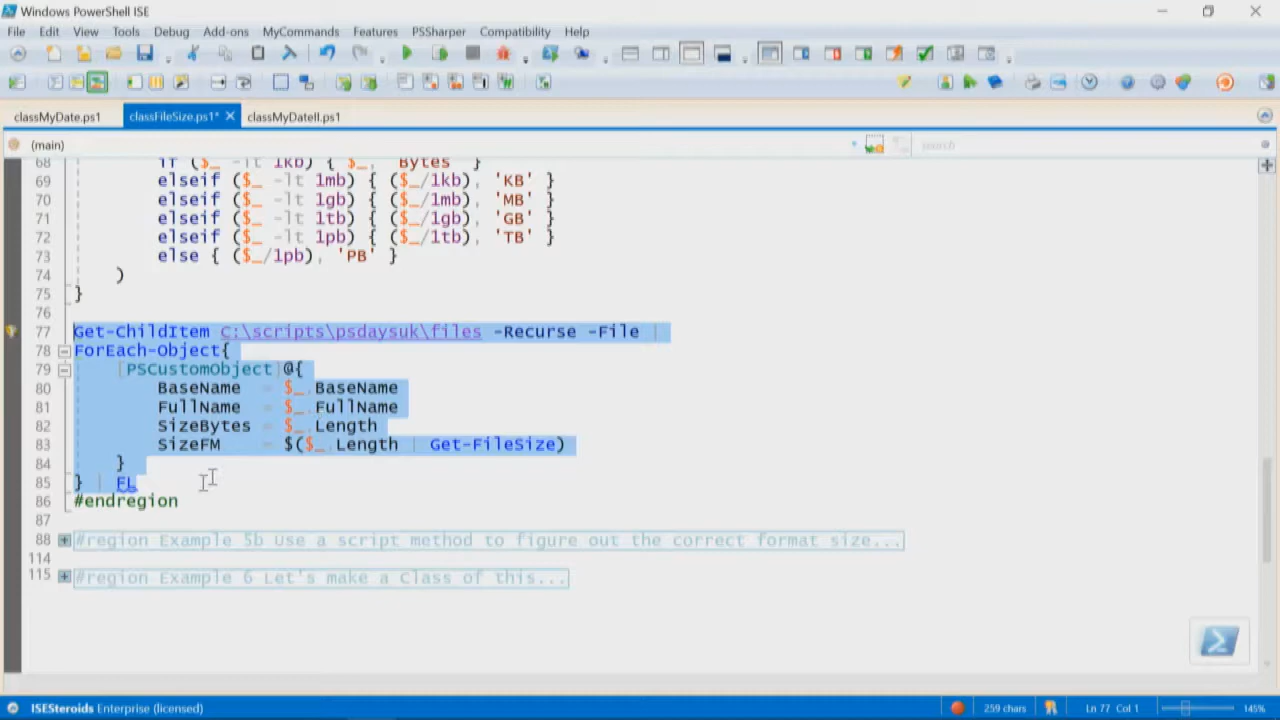 Windows PowerShell ISE
File Edit View Tools Debug Add-ons MyCommands Features PSSharper Compatibility Help
classMyDate.ps1 classFileSize.ps1* classMyDateII.ps1
(main)
68 if ($_ -lt 1kb) { $_, 'Bytes' }
69 elseif ($_ -lt 1mb) { ($_/1kb), 'KB' }
70 elseif ($_ -lt 1gb) { ($_/1mb), 'MB' }
71 elseif ($_ -lt 1tb) { ($_/1gb), 'GB' }
72 elseif ($_ -lt 1pb) { ($_/1tb), 'TB' }
73 else { ($_/1pb), 'PB' }
74 )
75 }
76
77 Get-ChildItem C:\scripts\psdaysuk\files -Recurse -File |
78 ForEach-Object{
79 [PSCustomObject]@{
80 BaseName = $_.BaseName
81 FullName = $_.FullName
82 SizeBytes = $_.Length
83 SizeFM = $($_.Length | Get-FileSize)
84 }
85 } | FL
86 #endregion
87
88 #region Example 5b Use a script method to figure out the correct format size...
114
115 #region Example 6 Let's make a Class of this...
ISESteroids Enterprise (licensed) 259 chars Ln 77 Col 1 145%